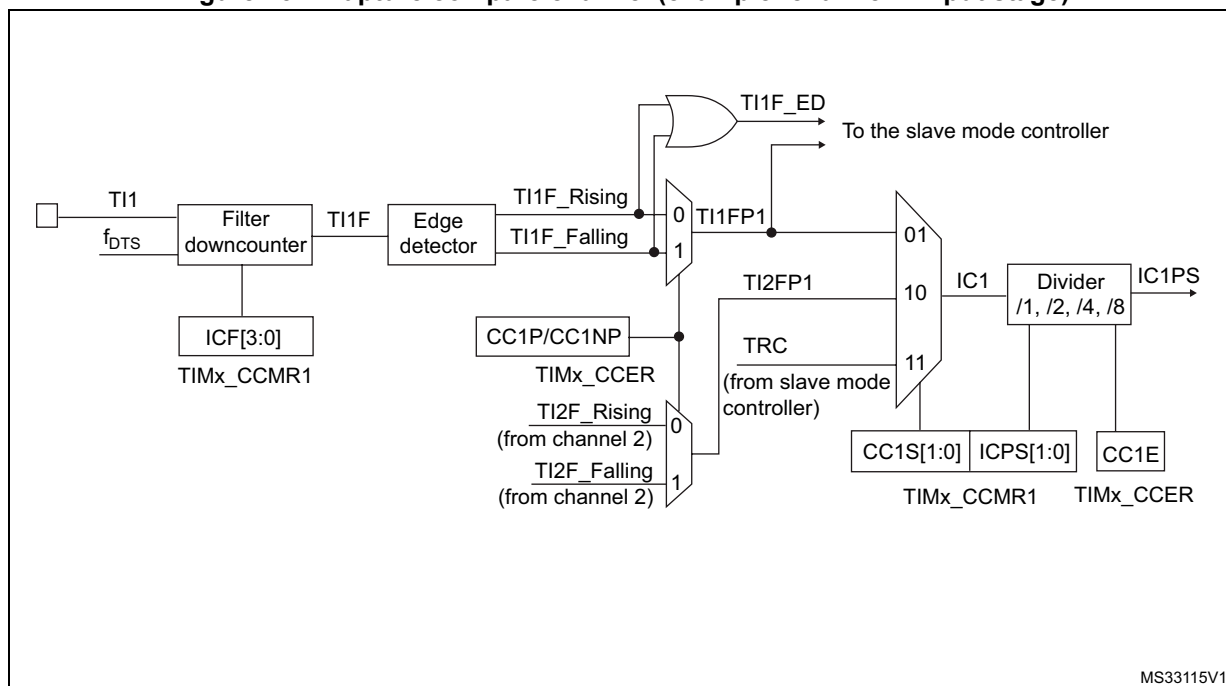 TI1F_ED
To the slave mode controller
TI1
f_DTS
Filter
downcounter
TI1F
Edge
detector
TI1F_Rising
TI1F_Falling
0
1
TI1FP1
01
TI2FP1
10
IC1
Divider
/1, /2, /4, /8
IC1PS
ICF[3:0]
TIMx_CCMR1
CC1P/CC1NP
TIMx_CCER
TRC
11
(from slave mode
controller)
TI2F_Rising
(from channel 2)
0
TI2F_Falling
1
(from channel 2)
CC1S[1:0]
ICPS[1:0]
CC1E
TIMx_CCMR1
TIMx_CCER
MS33115V1